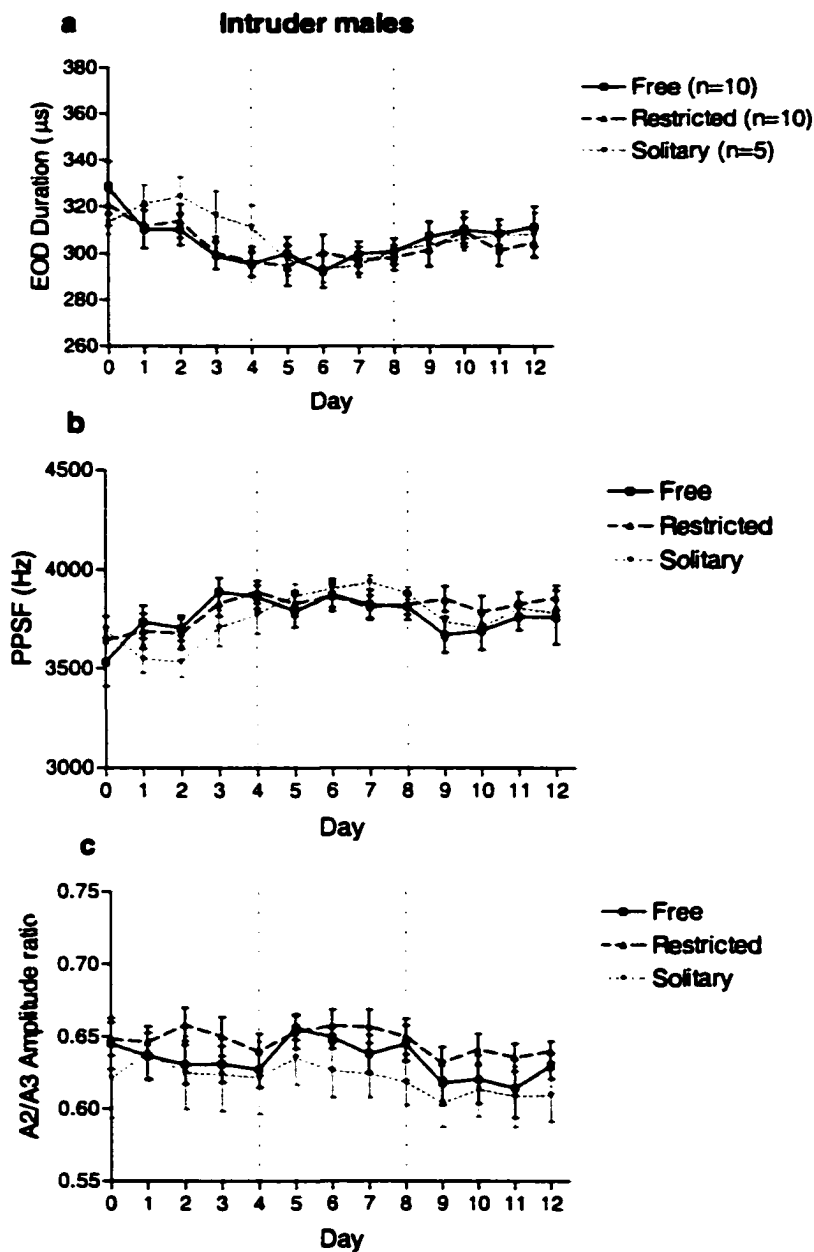 a Intruder males
380
360
340
320
300
280
260
EOD Duration (μs)
0 1 2 3 4 5 6 7 8 9 10 11 12
Day
Free (n=10)
Restricted (n=10)
Solitary (n=5)
b
4500
4000
3500
3000
PPSF (Hz)
0 1 2 3 4 5 6 7 8 9 10 11 12
Day
Free
Restricted
Solitary
c
0.75
0.70
0.65
0.60
0.55
A2/A3 Amplitude ratio
0 1 2 3 4 5 6 7 8 9 10 11 12
Day
Free
Restricted
Solitary